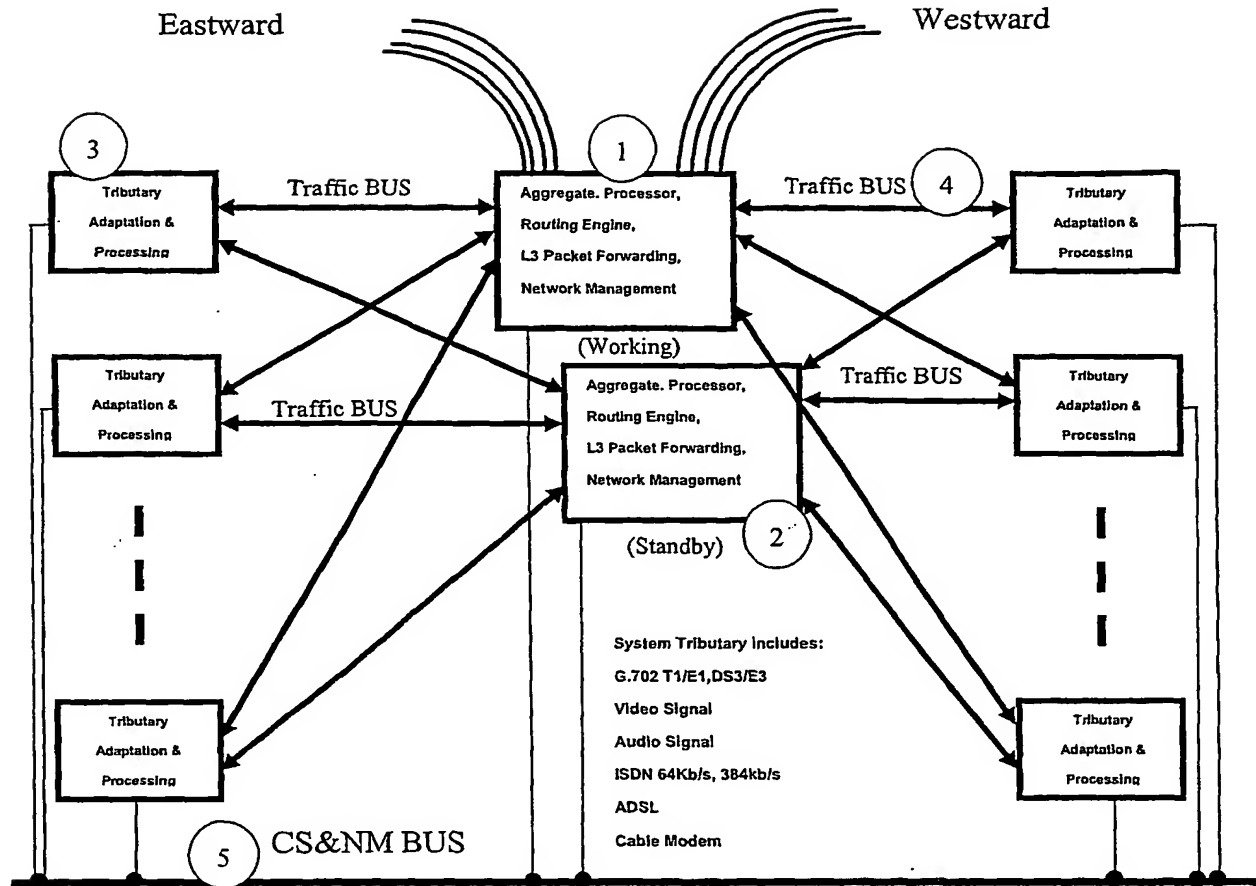 Eastward
Westward
3
1
4
Tributary
Adaptation &
Processing
Traffic BUS
Aggregate. Processor,
Routing Engine,
L3 Packet Forwarding,
Network Management
Traffic BUS
Tributary
Adaptation &
Processing
(Working)
Tributary
Adaptation &
Processing
Traffic BUS
Aggregate. Processor,
Routing Engine,
L3 Packet Forwarding,
Network Management
Traffic BUS
Tributary
Adaptation &
Processing
(Standby)
2
System Tributary includes:
G.702 T1/E1,DS3/E3
Video Signal
Audio Signal
ISDN 64Kb/s, 384kb/s
ADSL
Cable Modem
Tributary
Adaptation &
Processing
Tributary
Adaptation &
Processing
5
CS&NM BUS